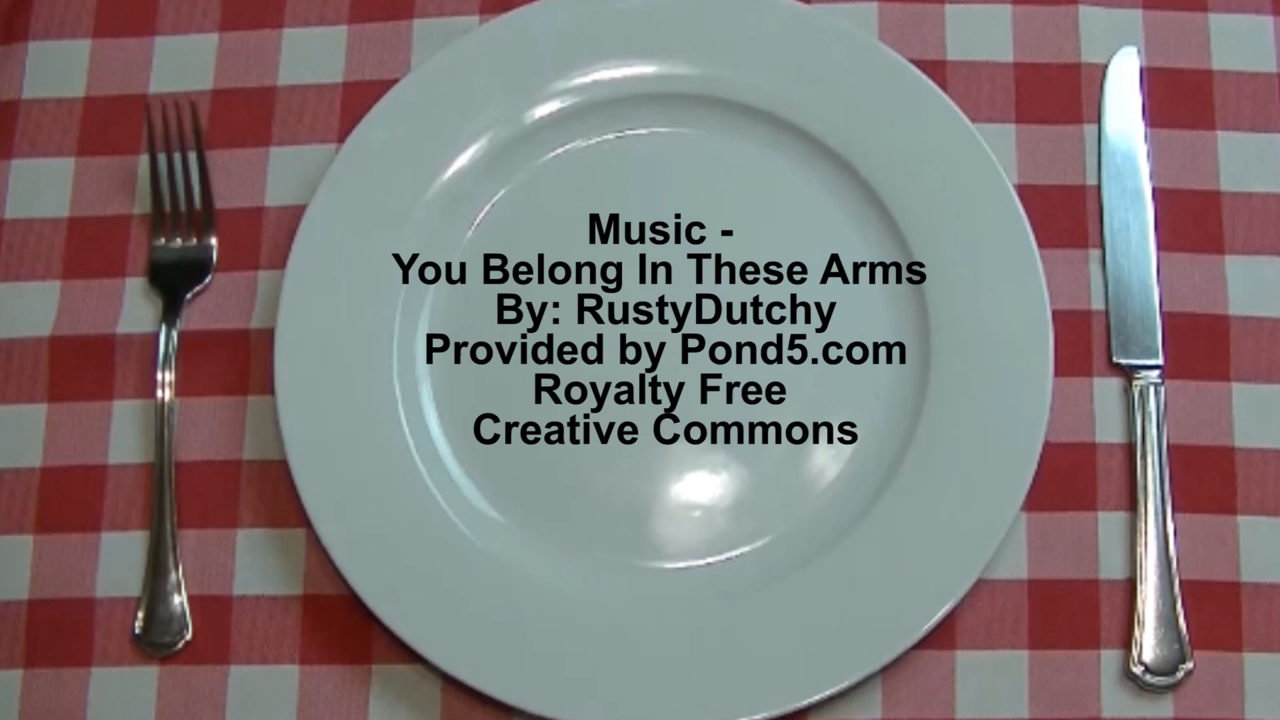 Music -
You Belong In These Arms
By: RustyDutchy
Provided by Pond5.com
Royalty Free
Creative Commons